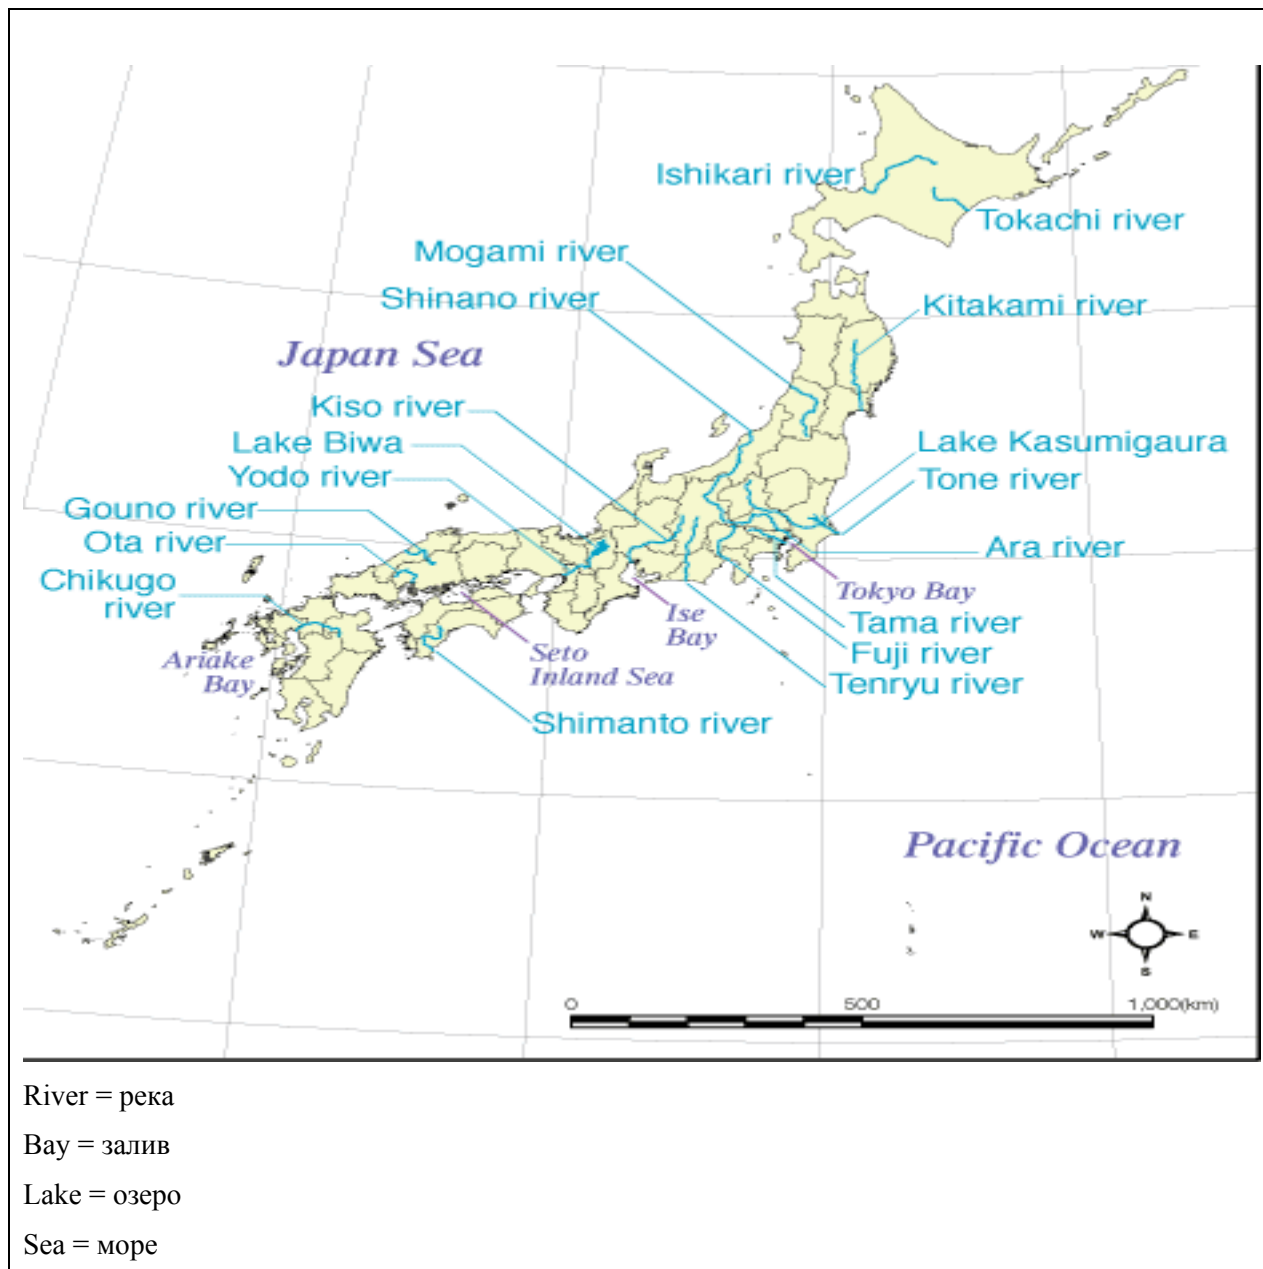 Ishikari river
Tokachi river
Mogami river
Shinano river
Kitakami river
Japan Sea
Kiso river
Lake Biwa
Lake Kasumigaura
Yodo river
Tone river
Gouno river
Ota river
Ara river
Chikugo
river
Tokyo Bay
Ise
Bay
Tama river
Ariake
Bay
Seto
Inland Sea
Fuji river
Tenryu river
Shimanto river
Pacific Ocean
N
W
E
S
0 500 1,000(km)
River = река
Bay = залив
Lake = озеро
Sea = море